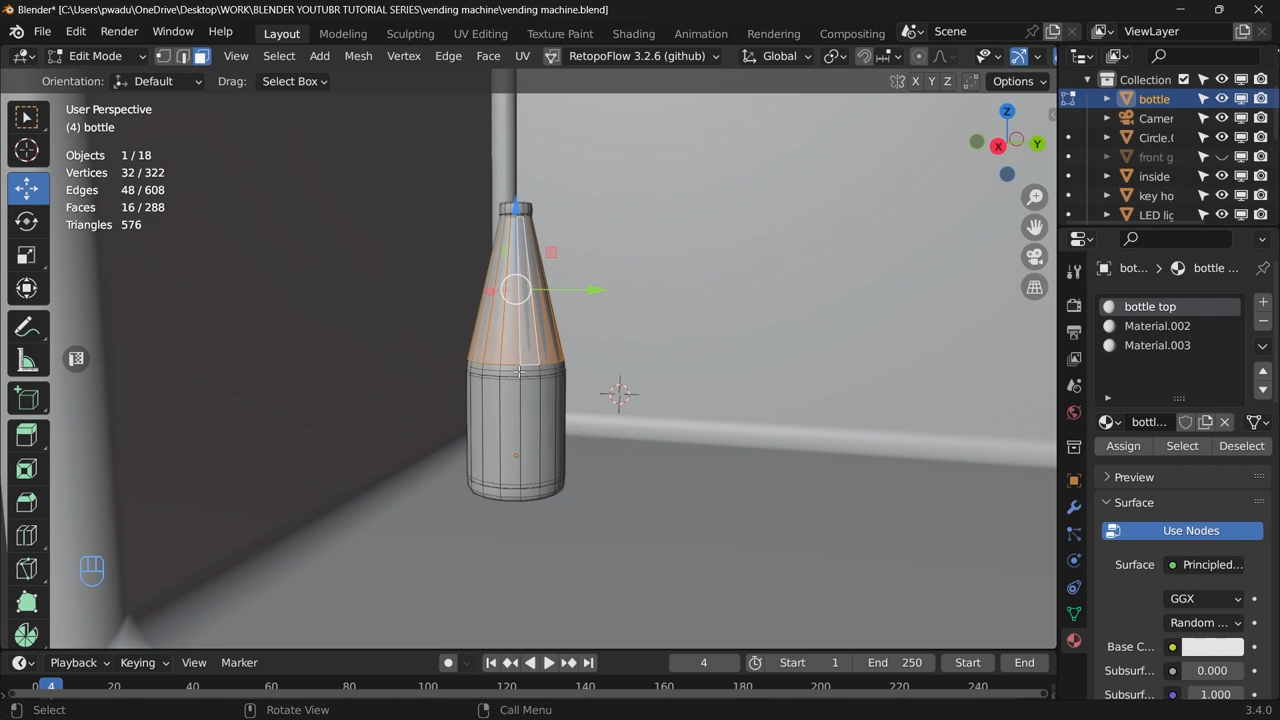 Blender* [C:\Users\pwadu\OneDrive\Desktop\WORK\BLENDER YOUTUBR TUTORIAL SERIES\vending machine\vending machine.blend]
File Edit Render Window Help Layout Modeling Sculpting UV Editing Texture Paint Shading Animation Rendering Compositing Scene ViewLayer
Edit Mode View Select Add Mesh Vertex Edge Face UV RetopoFlow 3.2.6 (github) Global
Orientation: Default Drag: Select Box X Y Z Options
User Perspective
(4) bottle
Objects 1 / 18
Vertices 32 / 322
Edges 48 / 608
Faces 16 / 288
Triangles 576
Z
Y
X
Collection
bottle
Camer
Circle.(
front g
inside
key ho
LED lig
bot... > bottle ...
bottle top
Material.002
Material.003
bottl...
Assign Select Deselect
Preview
Surface
Use Nodes
Surface Principled...
GGX
Random ...
Base C...
Subsurf... 0.000
Subsurf... 1.000
Playback Keying View Marker 4 Start 1 End 250 Start End
0 4 20 40 60 80 100 120 140 160 180 200 220 240
Select Rotate View Call Menu 3.4.0